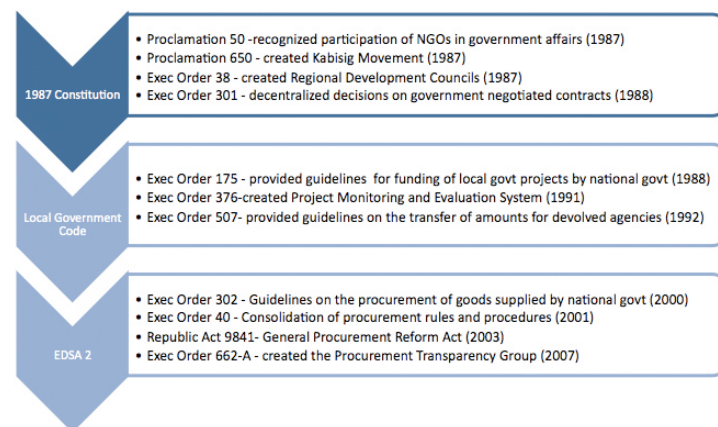 1987 Constitution
• Proclamation 50 -recognized participation of NGOs in government affairs (1987)
• Proclamation 650 - created Kabisig Movement (1987)
• Exec Order 38 - created Regional Development Councils (1987)
• Exec Order 301 - decentralized decisions on government negotiated contracts (1988)
Local Government
Code
• Exec Order 175 - provided guidelines for funding of local govt projects by national govt (1988)
• Exec Order 376-created Project Monitoring and Evaluation System (1991)
• Exec Order 507- provided guidelines on the transfer of amounts for devolved agencies (1992)
EDSA 2
• Exec Order 302 - Guidelines on the procurement of goods supplied by national govt (2000)
• Exec Order 40 - Consolidation of procurement rules and procedures (2001)
• Republic Act 9841- General Procurement Reform Act (2003)
• Exec Order 662-A - created the Procurement Transparency Group (2007)